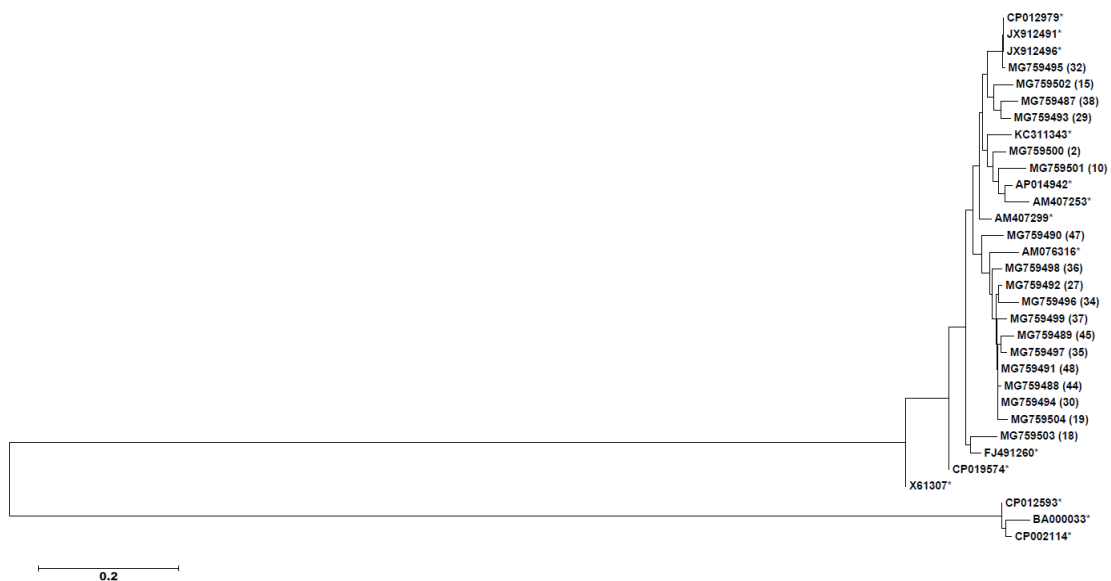 CP012979*
JX912491*
JX912496*
MG759495 (32)
MG759502 (15)
MG759487 (38)
MG759493 (29)
KC311343*
MG759500 (2)
MG759501 (10)
AP014942*
AM407253*
AM407299*
MG759490 (47)
AM076316*
MG759498 (36)
MG759492 (27)
MG759496 (34)
MG759499 (37)
MG759489 (45)
MG759497 (35)
MG759491 (48)
MG759488 (44)
MG759494 (30)
MG759504 (19)
MG759503 (18)
FJ491260*
CP019574*
X61307*
CP012593*
BA000033*
CP002114*
0.2